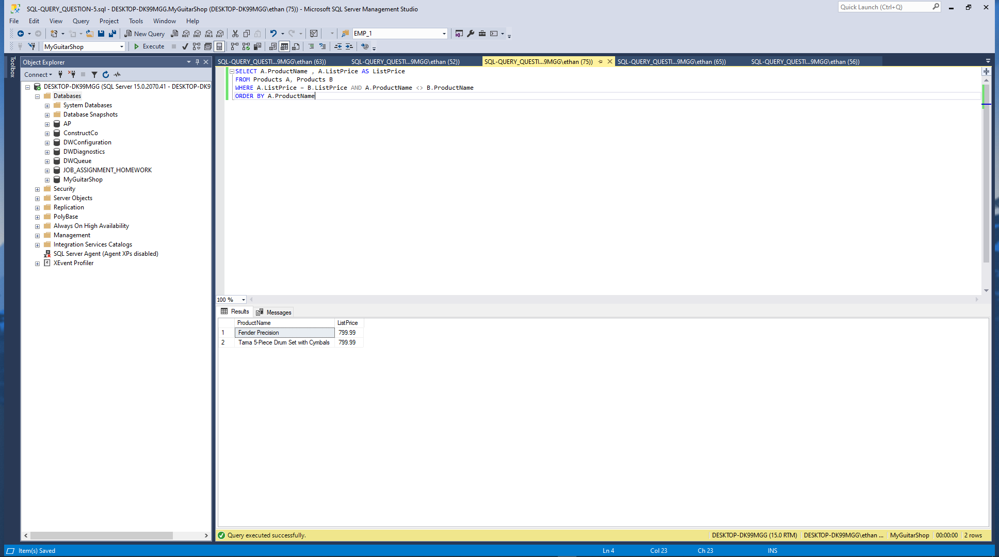 SQL-QUERY_QUESTION-5.sql - DESKTOP-DK99MGG.MyGuitarShop (DESKTOP-DK99MGG\ethan (75)) - Microsoft SQL Server Management Studio
Quick Launch (Ctrl+Q)
File Edit View Query Project Tools Window Help
New Query
MDX
DMX
XMLA
DAX
EMP_1
MyGuitarShop
Execute
Toolbox
Object Explorer
Connect
DESKTOP-DK99MGG (SQL Server 15.0.2070.41 - DESKTOP-DK9
Databases
System Databases
Database Snapshots
AP
ConstructCo
DWConfiguration
DWDiagnostics
DWQueue
JOB_ASSIGNMENT_HOMEWORK
MyGuitarShop
Security
Server Objects
Replication
PolyBase
Always On High Availability
Management
Integration Services Catalogs
SQL Server Agent (Agent XPs disabled)
XEvent Profiler
SQL-QUERY_QUESTI...9MGG\ethan (63)) SQL-QUERY_QUESTI...9MGG\ethan (52)) SQL-QUERY_QUESTI...9MGG\ethan (75)) SQL-QUERY_QUESTI...9MGG\ethan (65)) SQL-QUERY_QUESTI...9MGG\ethan (56))
SELECT A.ProductName , A.ListPrice AS ListPrice
FROM Products A, Products B
WHERE A.ListPrice = B.ListPrice AND A.ProductName <> B.ProductName
ORDER BY A.ProductName
100 %
Results Messages
ProductName ListPrice
1 Fender Precision 799.99
2 Tama 5-Piece Drum Set with Cymbals 799.99
Query executed successfully.
DESKTOP-DK99MGG (15.0 RTM) DESKTOP-DK99MGG\ethan ... MyGuitarShop 00:00:00 2 rows
Item(s) Saved
Ln 4 Col 23 Ch 23 INS